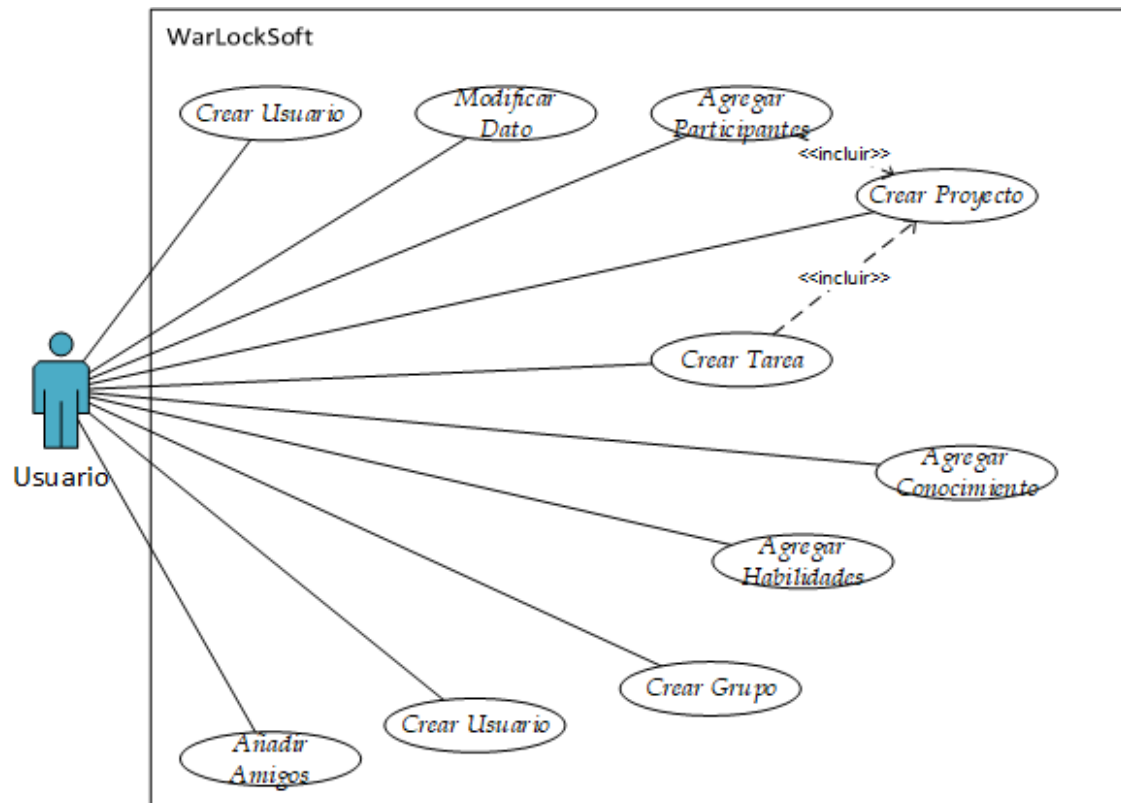 WarLockSoft
Crear Usuario
Modificar
Dato
Agregar
Participantes
<<incluir>>
Crear Proyecto
<<incluir>>
Crear Tarea
Usuario
Agregar
Conocimiento
Agregar
Habilidades
Crear Grupo
Crear Usuario
Añadir
Amigos